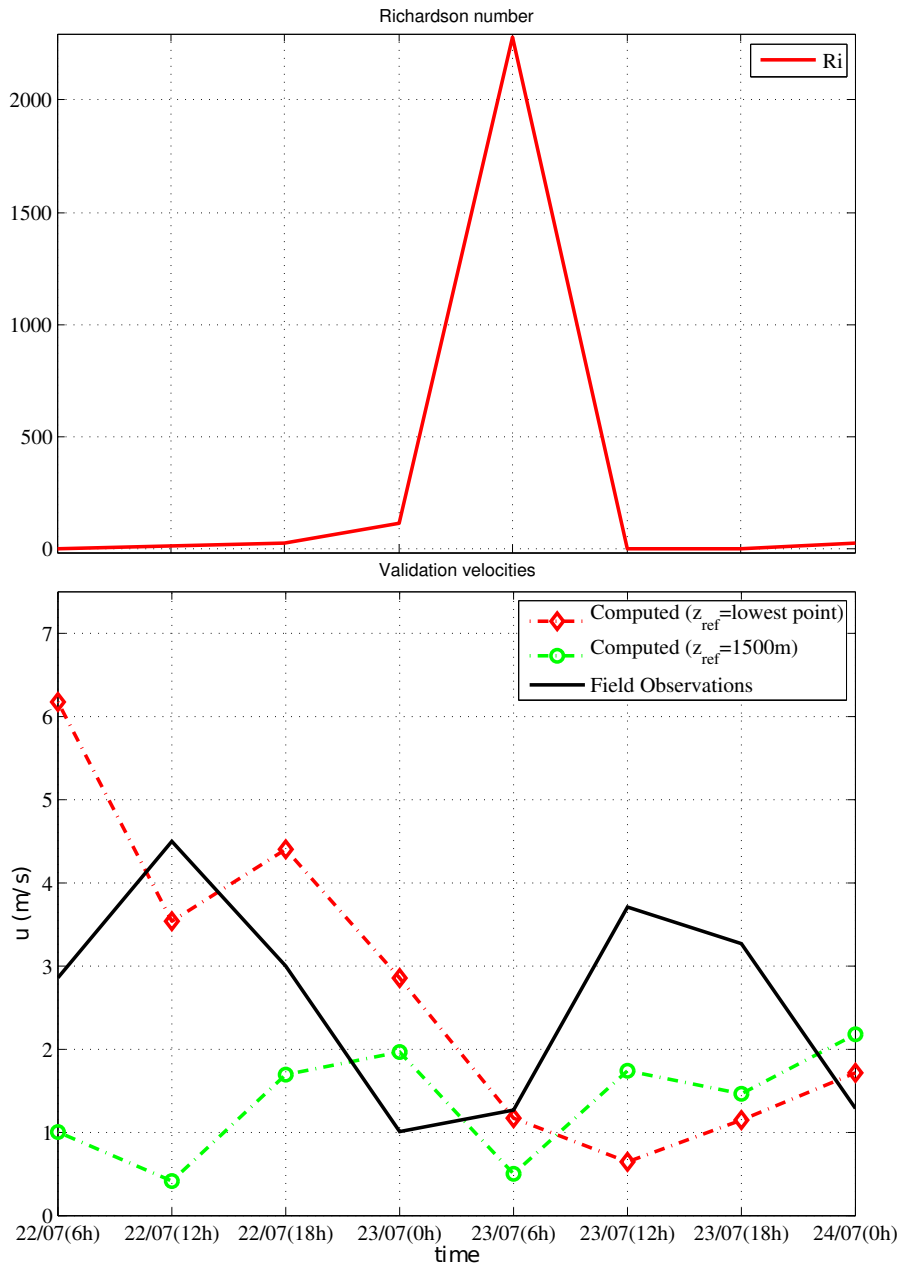 Richardson number
Ri
2000
1500
1000
500
0
Validation velocities
Computed (z_ref=lowest point)
Computed (z_ref=1500m)
Field Observations
7
6
5
4
3
2
1
0
u (m/s)
22/07(6h) 22/07(12h) 22/07(18h) 23/07(0h) 23/07(6h) 23/07(12h) 23/07(18h) 24/07(0h)
time